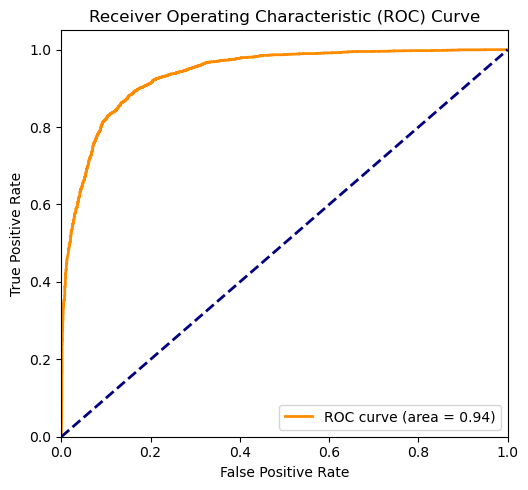 Receiver Operating Characteristic (ROC) Curve
1.0
0.8
0.6
0.4
0.2
0.0
True Positive Rate
ROC curve (area = 0.94)
0.0 0.2 0.4 0.6 0.8 1.0
False Positive Rate